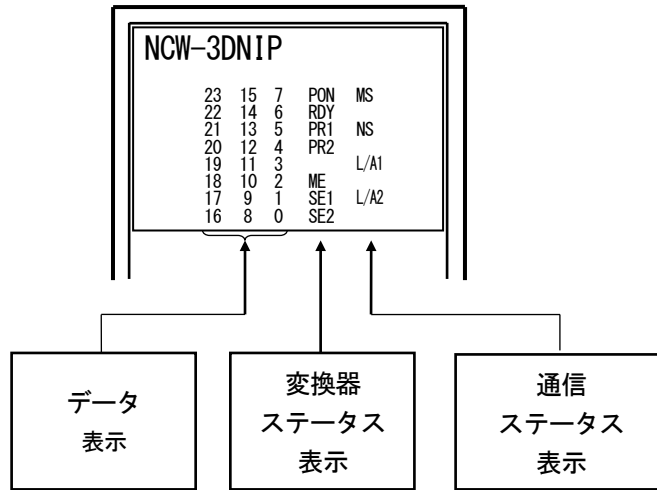 NCW-3DNIP
23 15 7 PON MS
22 14 6 RDY
21 13 5 PR1 NS
20 12 4 PR2
19 11 3 L/A1
18 10 2 ME
17 9 1 SE1 L/A2
16 8 0 SE2
データ
表示
変換器
ステータス
表示
通信
ステータス
表示